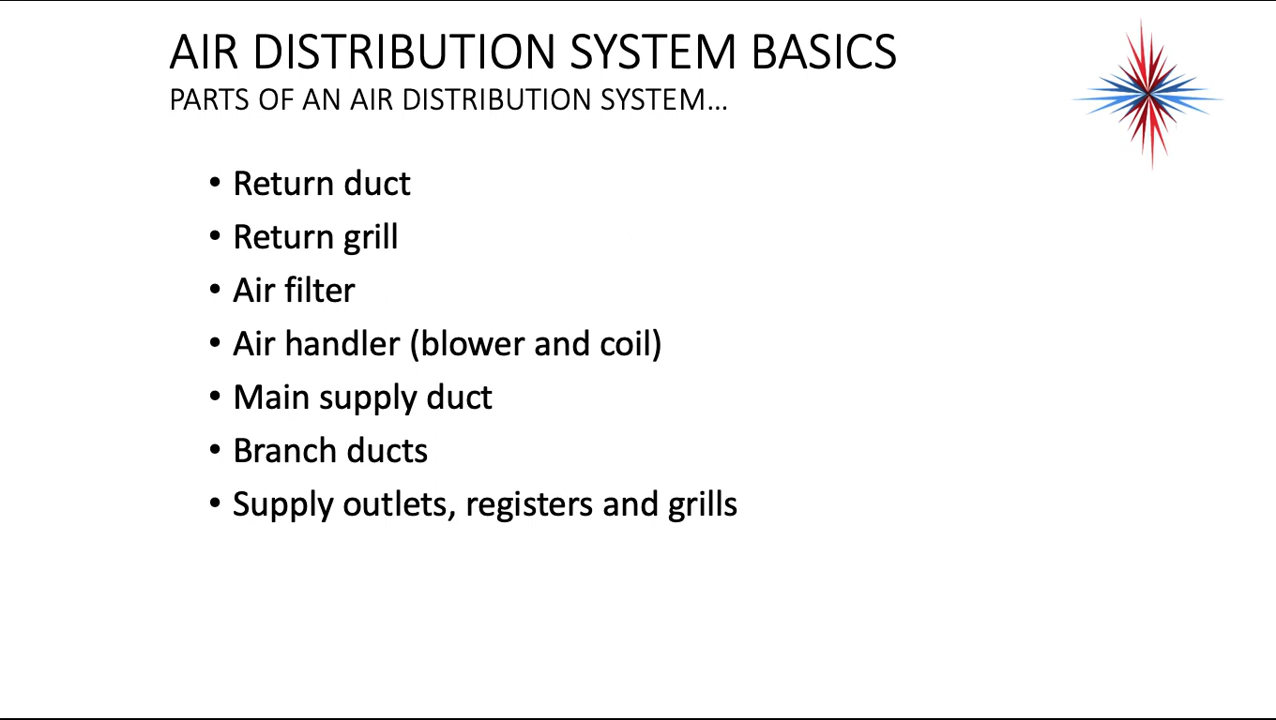 AIR DISTRIBUTION SYSTEM BASICS
PARTS OF AN AIR DISTRIBUTION SYSTEM...
• Return duct
• Return grill
• Air filter
• Air handler (blower and coil)
• Main supply duct
• Branch ducts
• Supply outlets, registers and grills